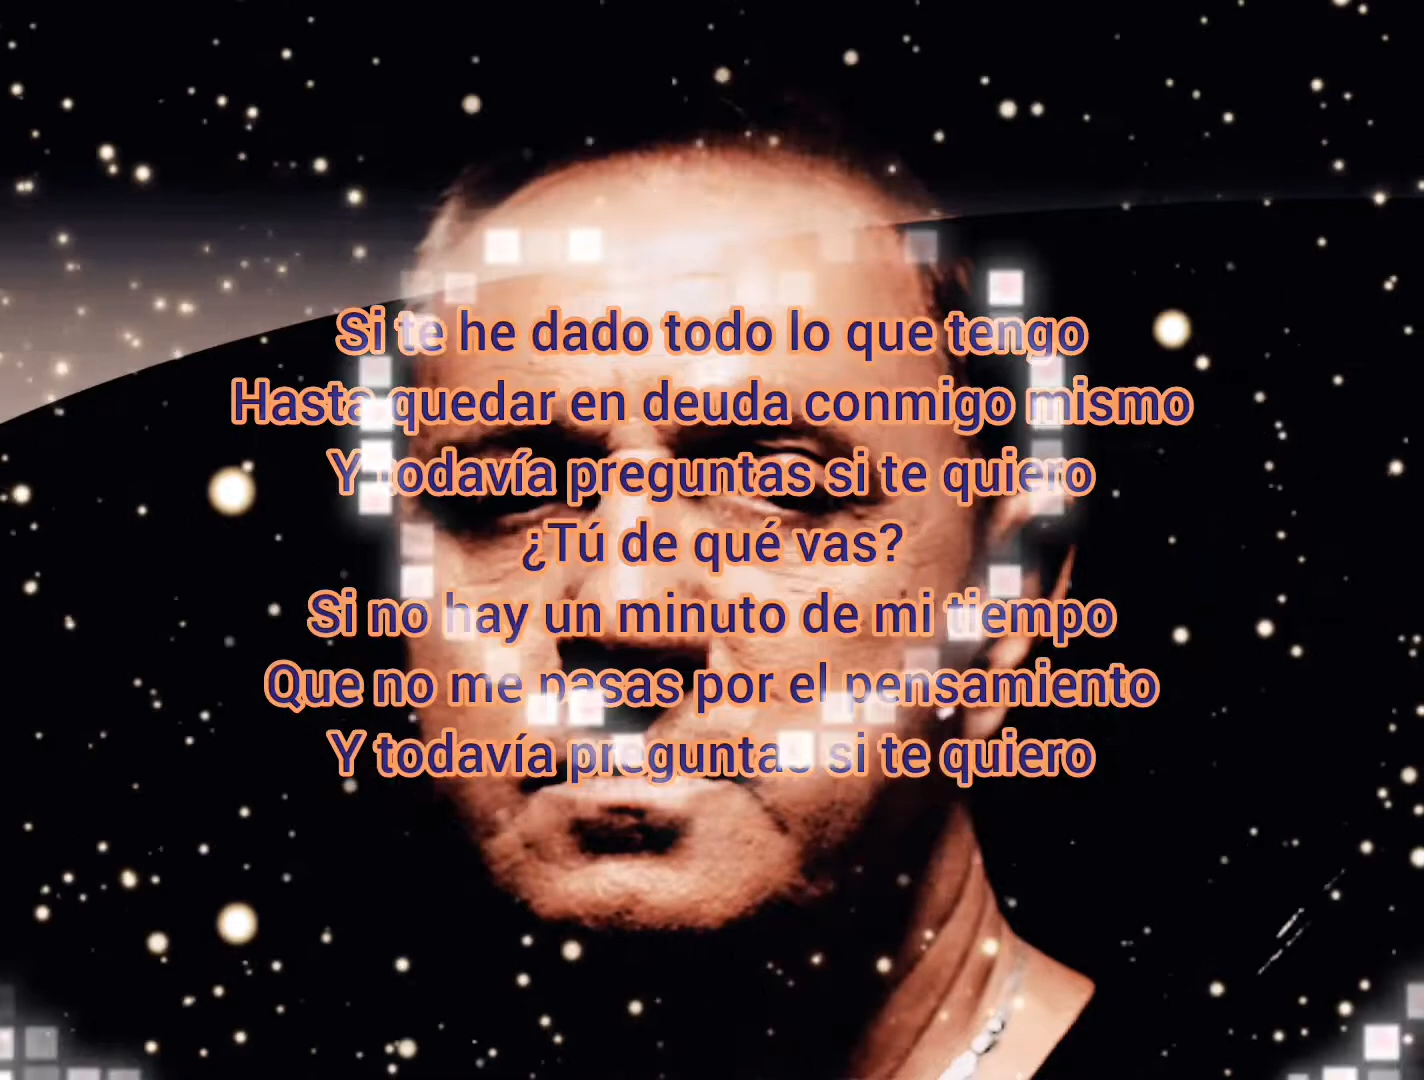 Si te he dado todo lo que tengo
Hasta quedar en deuda conmigo mismo
Y todavía preguntas si te quiero
¿Tú de qué vas?
Si no hay un minuto de mi tiempo
Que no me pasas por el pensamiento
Y todavía preguntas si te quiero